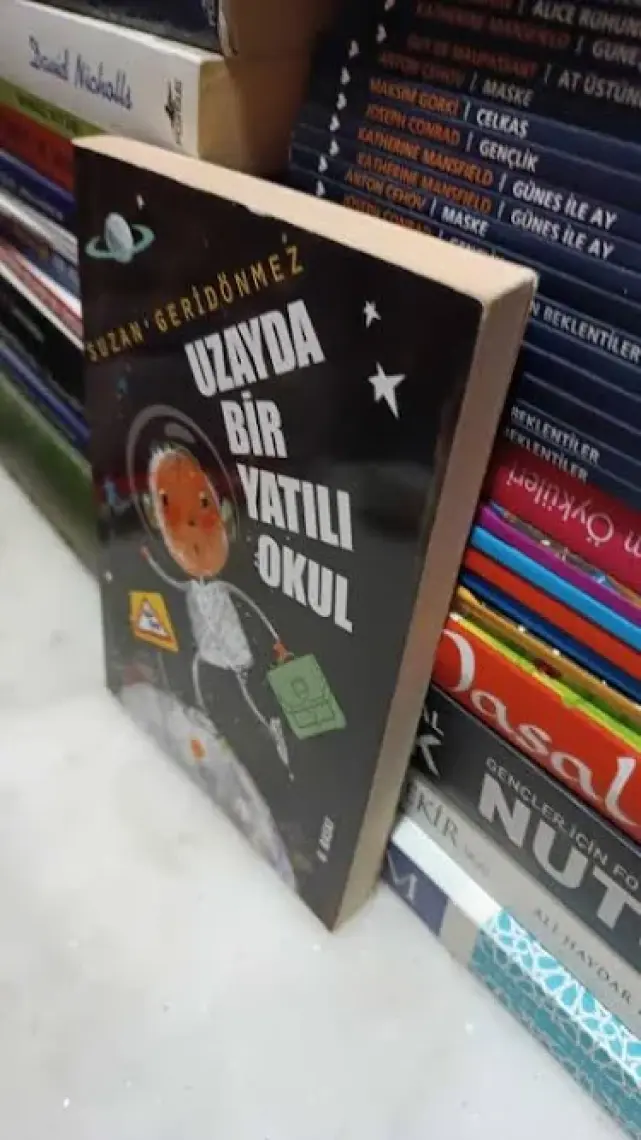 David Nicholls
ALICE
KATHERINE MANSFIELD
GUY DE MAUPASSANT | AT ÜSTÜN
ANTON ÇEHOV | MASKE
MAKSİM GORKİ | ÇELKAŞ
JOSEPH CONRAD | GENÇLİK
KATHERINE MANSFIELD | GÜNEŞ İLE AY
KATHERINE MANSFIELD | GÜNEŞ İLE AY
ANTON ÇEHOV | MASKE
JOSEPH CONRAD
BEKLENTİLER
BEKLENTİLER
BEKLENTİLER
Öyküleri
SUZAN GERİDÖNMEZ
UZAYDA
BİR
YATILI
OKUL
Masal
GENÇLER İÇİN
NUT
ALİ HAYDAR